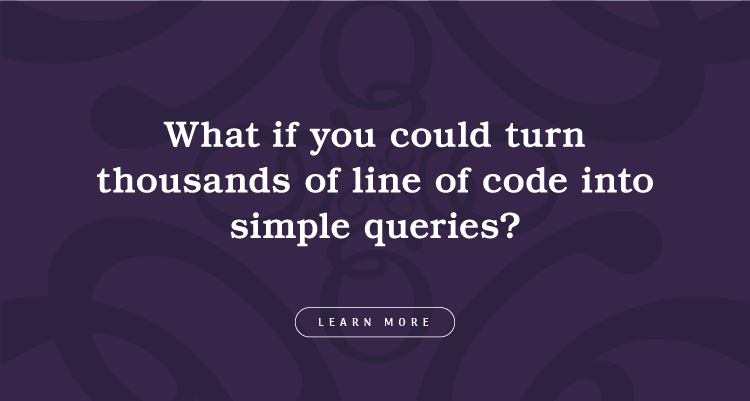 What if you could turn
thousands of line of code into
simple queries?
LEARN MORE